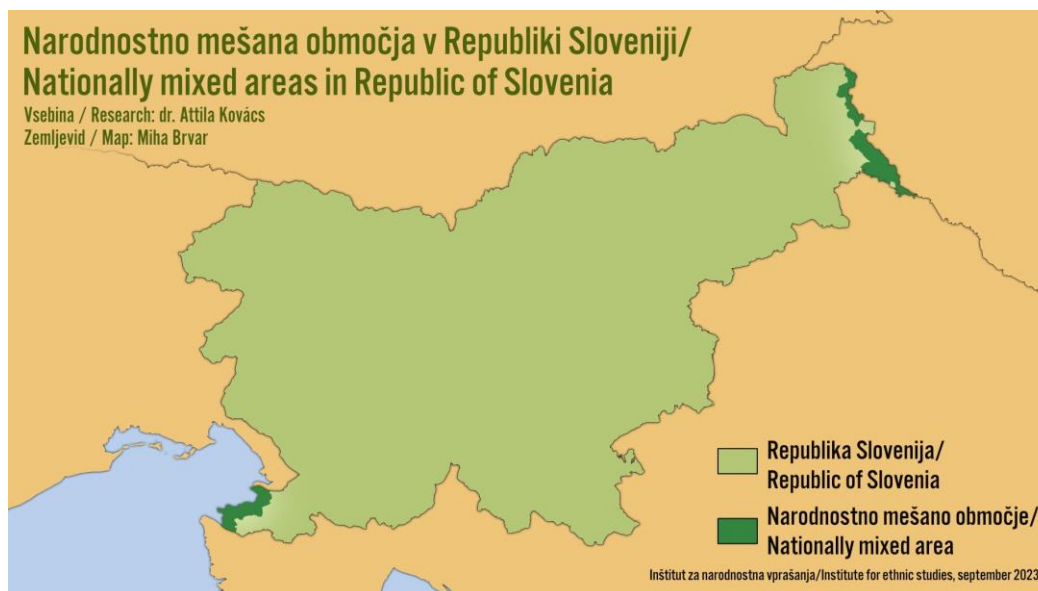 Narodnostno mešana območja v Republiki Sloveniji/
Nationally mixed areas in Republic of Slovenia
Vsebina / Research: dr. Attila Kovács
Zemljevid / Map: Miha Brvar
Republika Slovenija/
Republic of Slovenia
Narodnostno mešano območje/
Nationally mixed area
Inštitut za narodnostna vprašanja/Institute for ethnic studies, september 2023